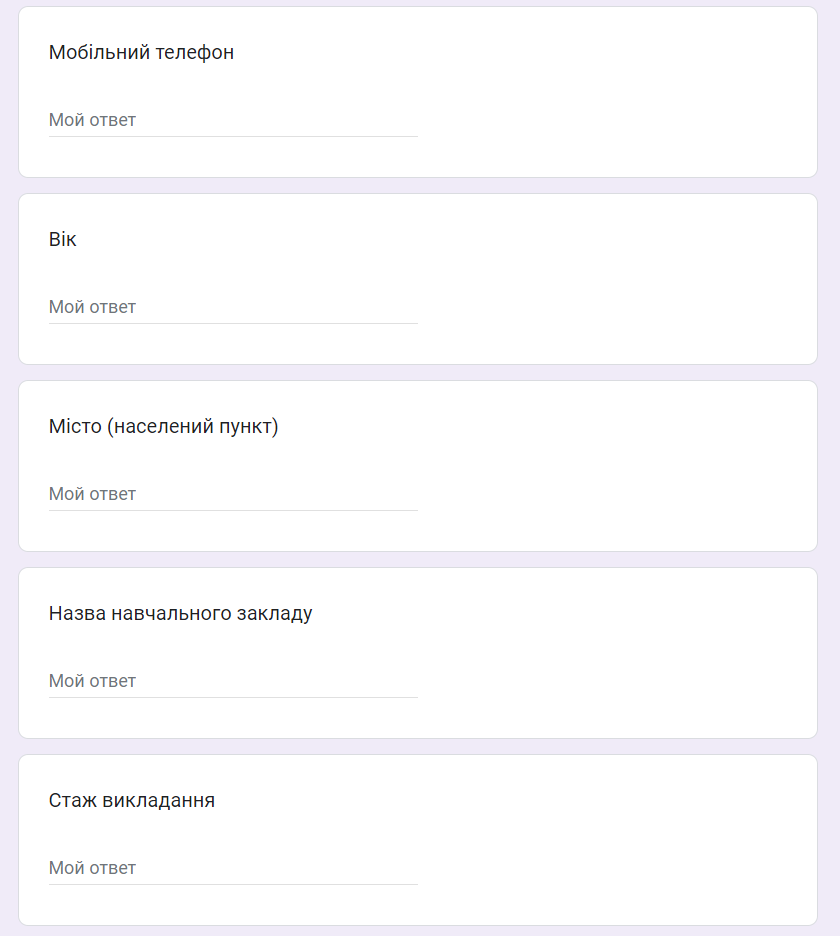 Мобільний телефон
Мой ответ
Вік
Мой ответ
Місто (населений пункт)
Мой ответ
Назва навчального закладу
Мой ответ
Стаж викладання
Мой ответ